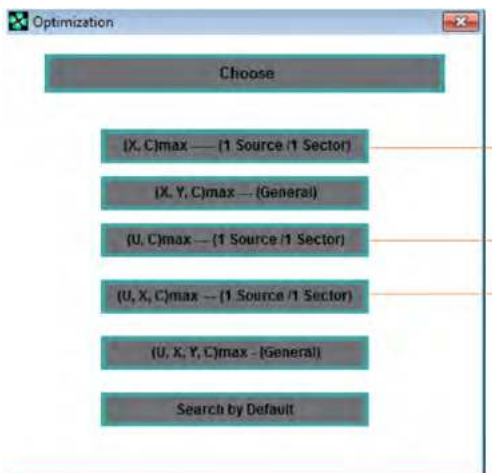 Optimization
Choose
(X, C)max ---- (1 Source /1 Sector)
(X, Y, C)max --- (General)
(U, C)max --- (1 Source /1 Sector)
(U, X, C)max --- (1 Source /1 Sector)
(U, X, Y, C)max - (General)
Search by Default